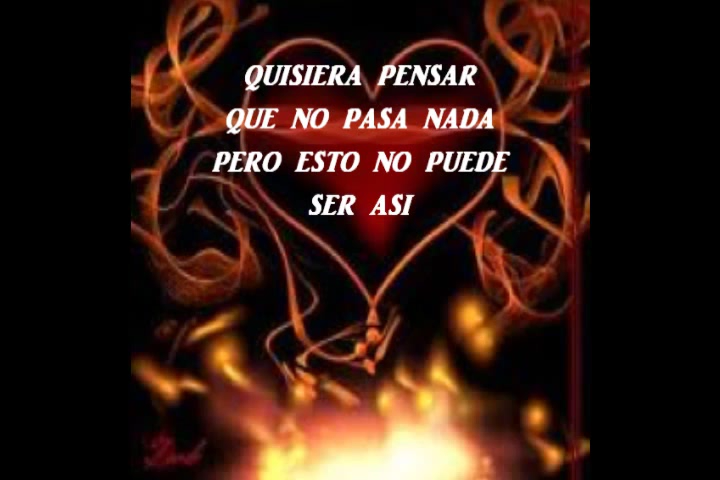 QUISIERA PENSAR
QUE NO PASA NADA
PERO ESTO NO PUEDE
SER ASI